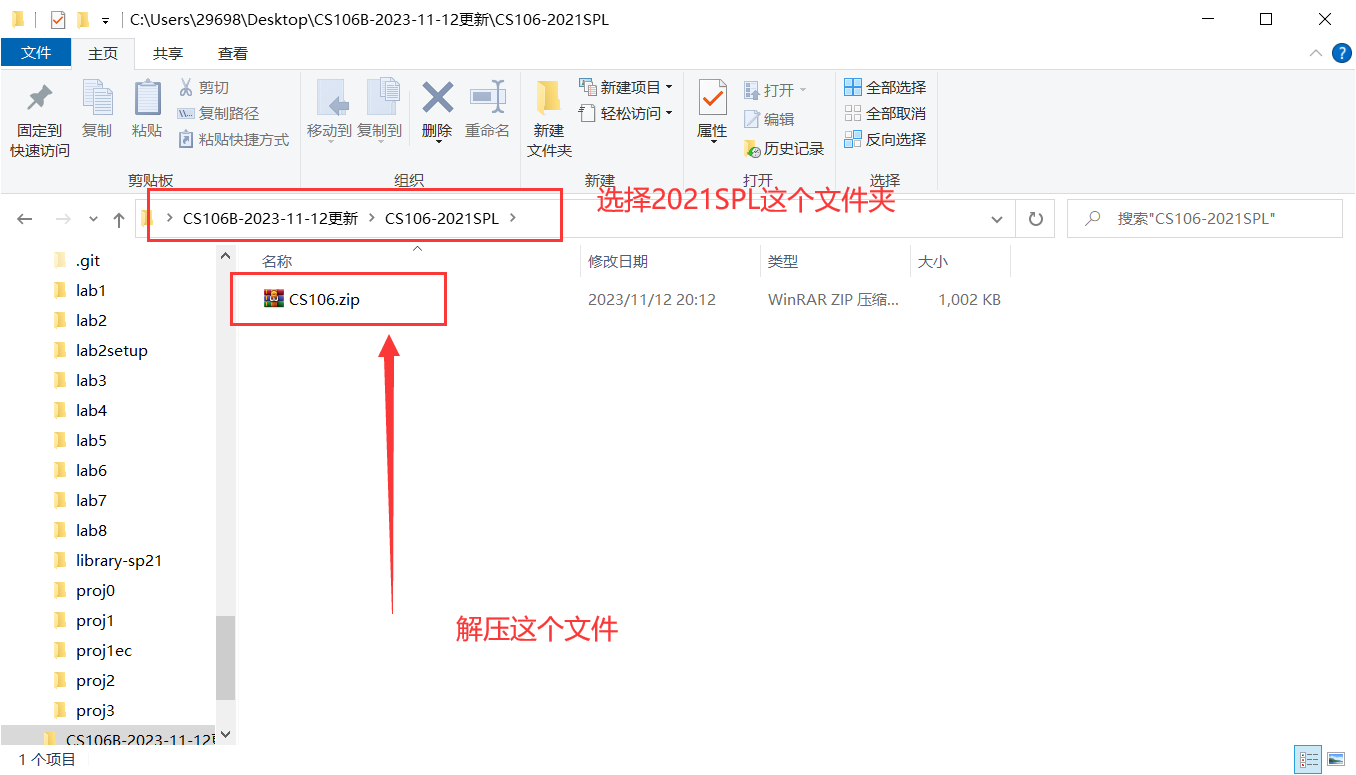 C:\Users\29698\Desktop\CS106B-2023-11-12更新\CS106-2021SPL
文件 主页 共享 查看
固定到
快速访问
复制
粘贴
剪切
复制路径
粘贴快捷方式
剪贴板
移动到
复制到
删除
重命名
组织
新建
文件夹
新建项目
轻松访问
新建
属性
打开
编辑
历史记录
打开
全部选择
全部取消
反向选择
选择
选择2021SPL这个文件夹
CS106B-2023-11-12更新 CS106-2021SPL
搜索"CS106-2021SPL"
名称 修改日期 类型 大小
CS106.zip 2023/11/12 20:12 WinRAR ZIP 压缩... 1,002 KB
.git
lab1
lab2
lab2setup
lab3
lab4
lab5
lab6
lab7
lab8
library-sp21
proj0
proj1
proj1ec
proj2
proj3
CS106B-2023-11-12
解压这个文件
1 个项目